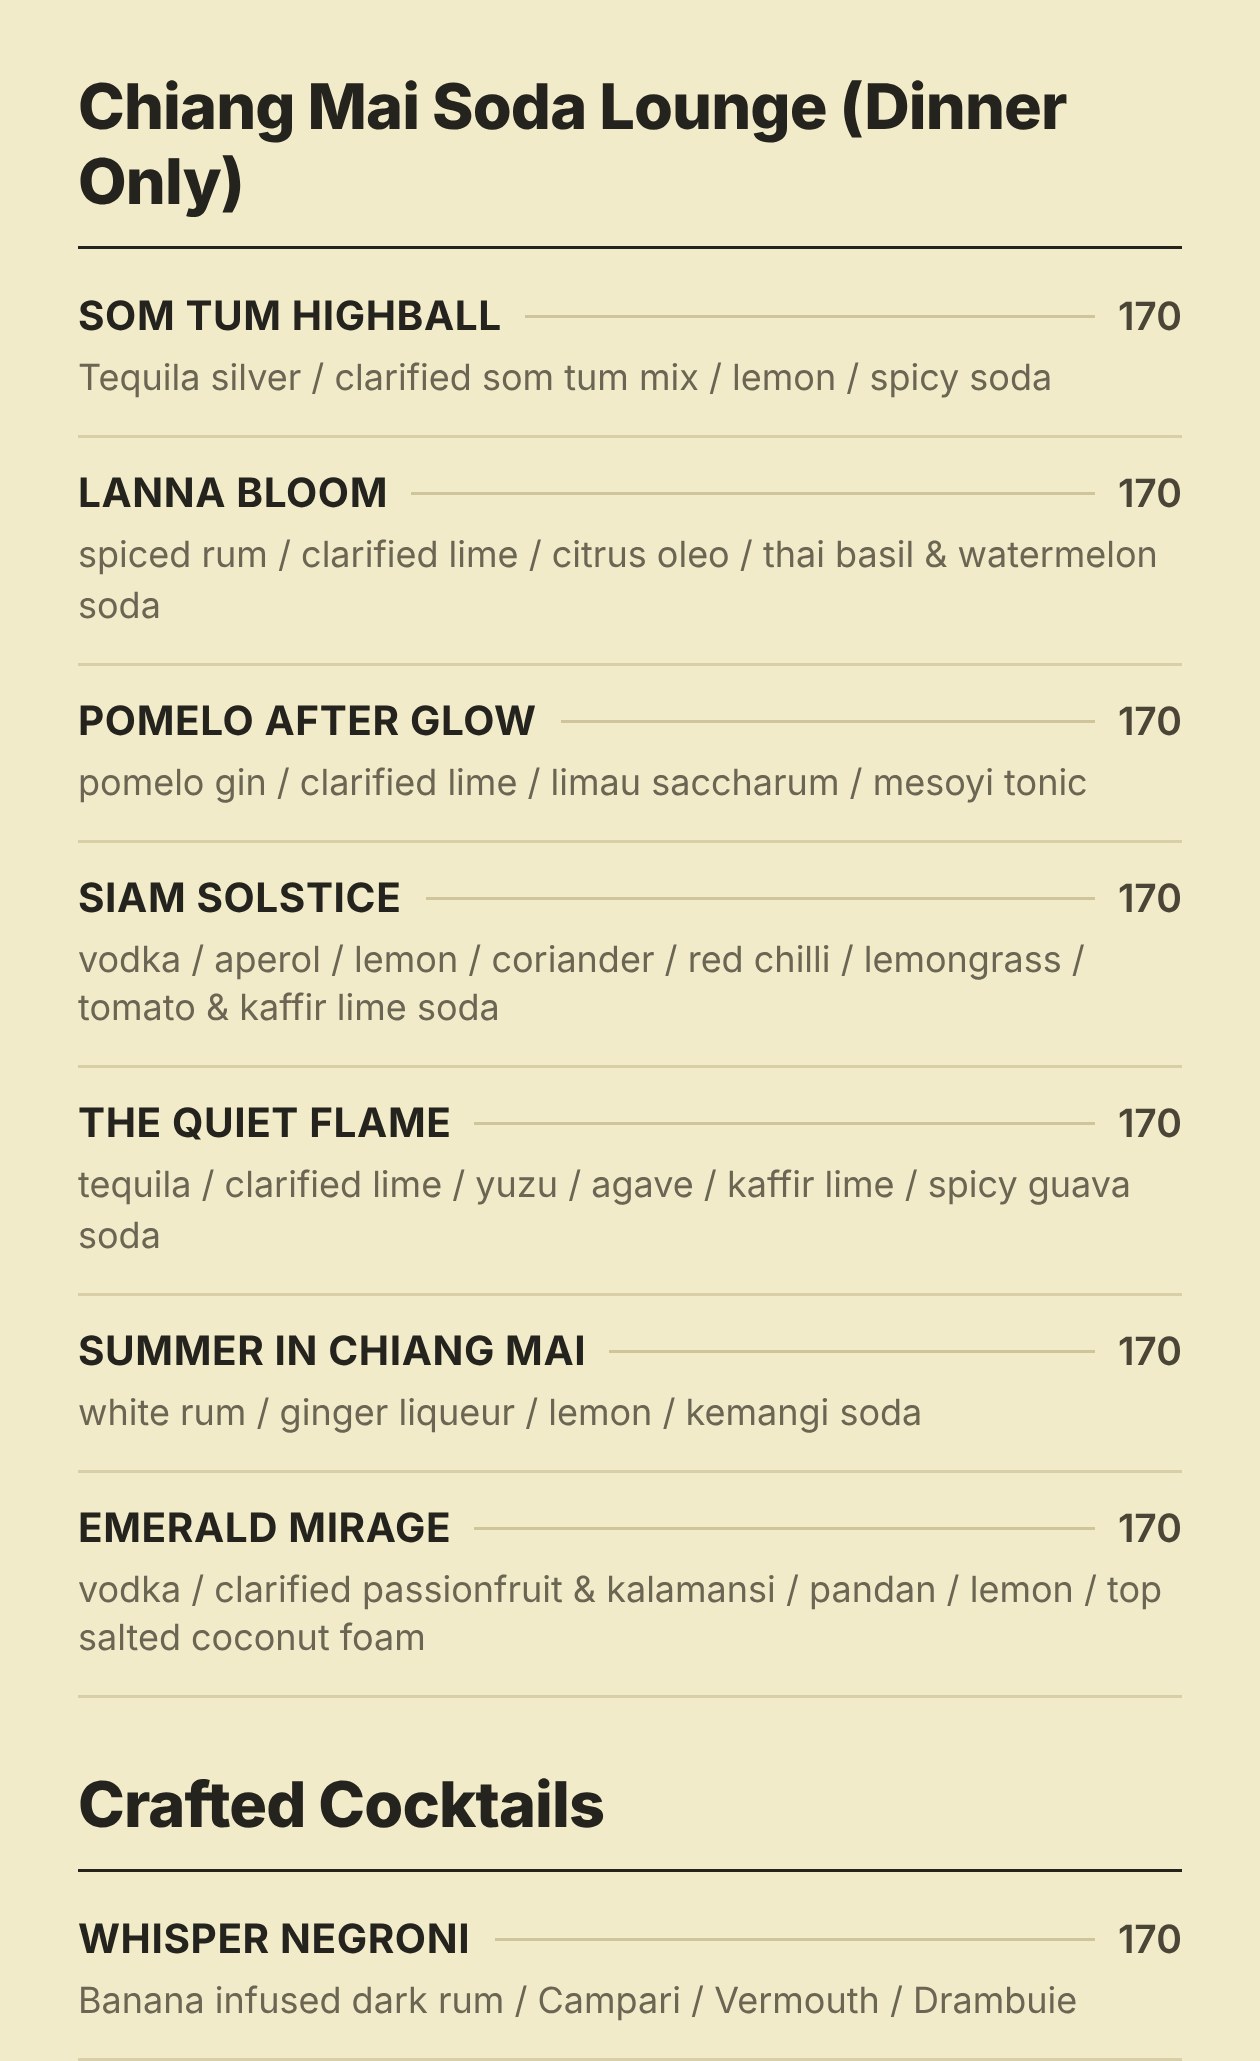 Chiang Mai Soda Lounge (Dinner
Only)
SOM TUM HIGHBALL 170
Tequila silver / clarified som tum mix / lemon / spicy soda
LANNA BLOOM 170
spiced rum / clarified lime / citrus oleo / thai basil & watermelon
soda
POMELO AFTER GLOW 170
pomelo gin / clarified lime / limau saccharum / mesoyi tonic
SIAM SOLSTICE 170
vodka / aperol / lemon / coriander / red chilli / lemongrass /
tomato & kaffir lime soda
THE QUIET FLAME 170
tequila / clarified lime / yuzu / agave / kaffir lime / spicy guava
soda
SUMMER IN CHIANG MAI 170
white rum / ginger liqueur / lemon / kemangi soda
EMERALD MIRAGE 170
vodka / clarified passionfruit & kalamansi / pandan / lemon / top
salted coconut foam
Crafted Cocktails
WHISPER NEGRONI 170
Banana infused dark rum / Campari / Vermouth / Drambuie